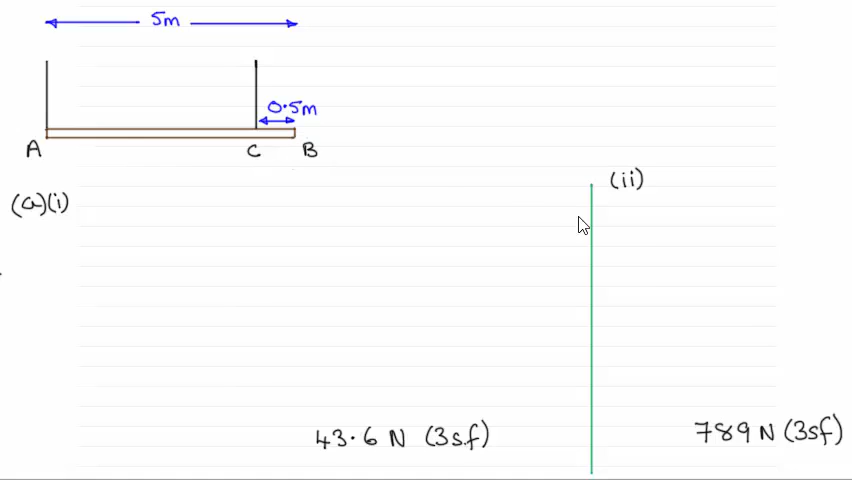 5m
0.5m
A C B
(a)(i)
(ii)
43.6 N (3s.f)
789 N (3sf)